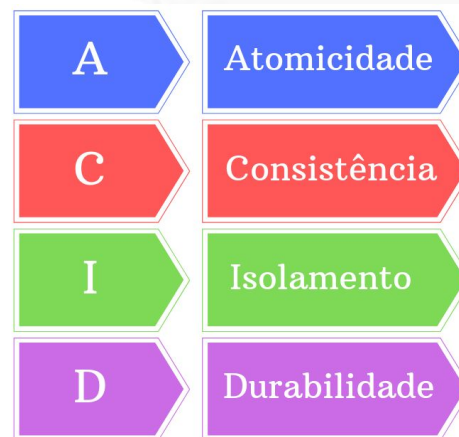 A Atomicidade
C Consistência
I Isolamento
D Durabilidade